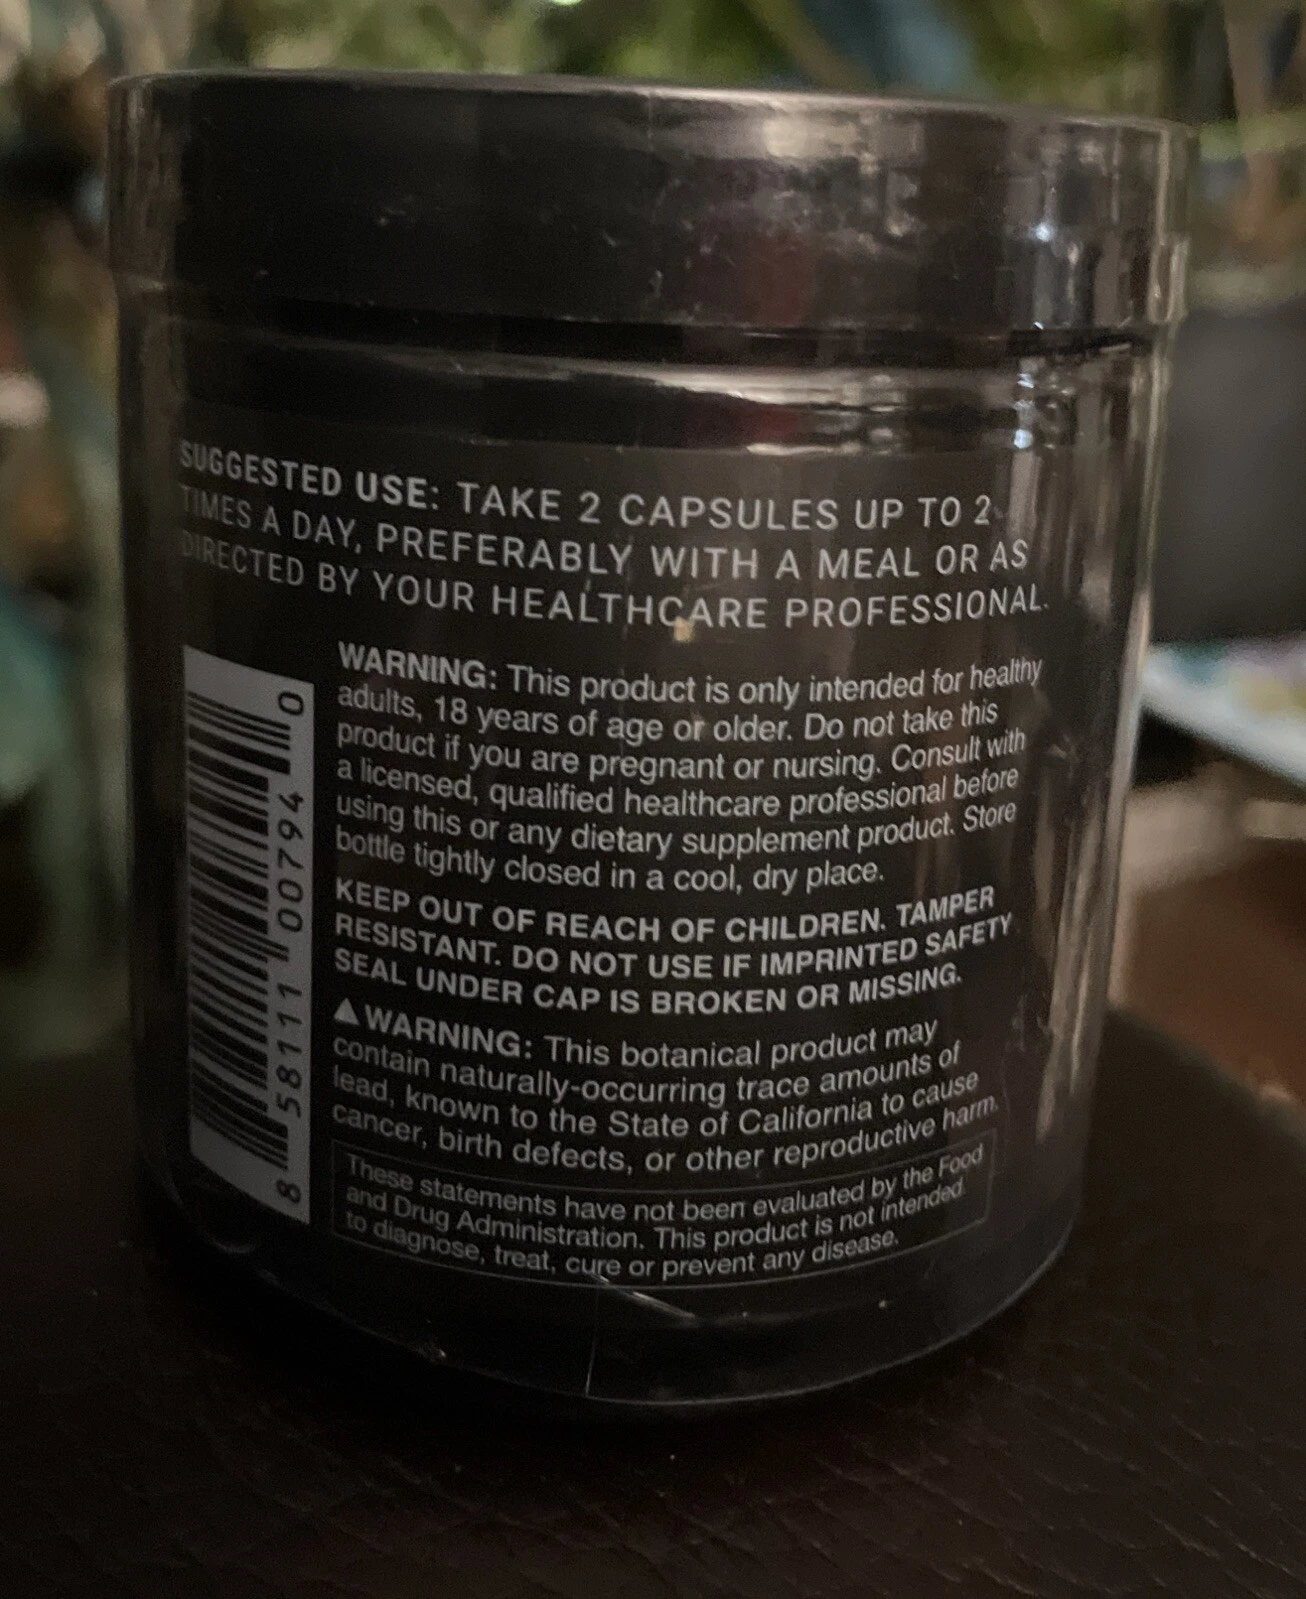 SUGGESTED USE: TAKE 2 CAPSULES UP TO 2
TIMES A DAY, PREFERABLY WITH A MEAL OR AS
DIRECTED BY YOUR HEALTHCARE PROFESSIONAL.
WARNING: This product is only intended for healthy
adults, 18 years of age or older. Do not take this
product if you are pregnant or nursing. Consult with
a licensed, qualified healthcare professional before
using this or any dietary supplement product. Store
bottle tightly closed in a cool, dry place.
KEEP OUT OF REACH OF CHILDREN. TAMPER
RESISTANT. DO NOT USE IF IMPRINTED SAFETY
SEAL UNDER CAP IS BROKEN OR MISSING.
▲WARNING: This botanical product may
contain naturally-occurring trace amounts of
lead, known to the State of California to cause
cancer, birth defects, or other reproductive harm.
These statements have not been evaluated by the Food
and Drug Administration. This product is not intended
to diagnose, treat, cure or prevent any disease.
8 58111 00794 0